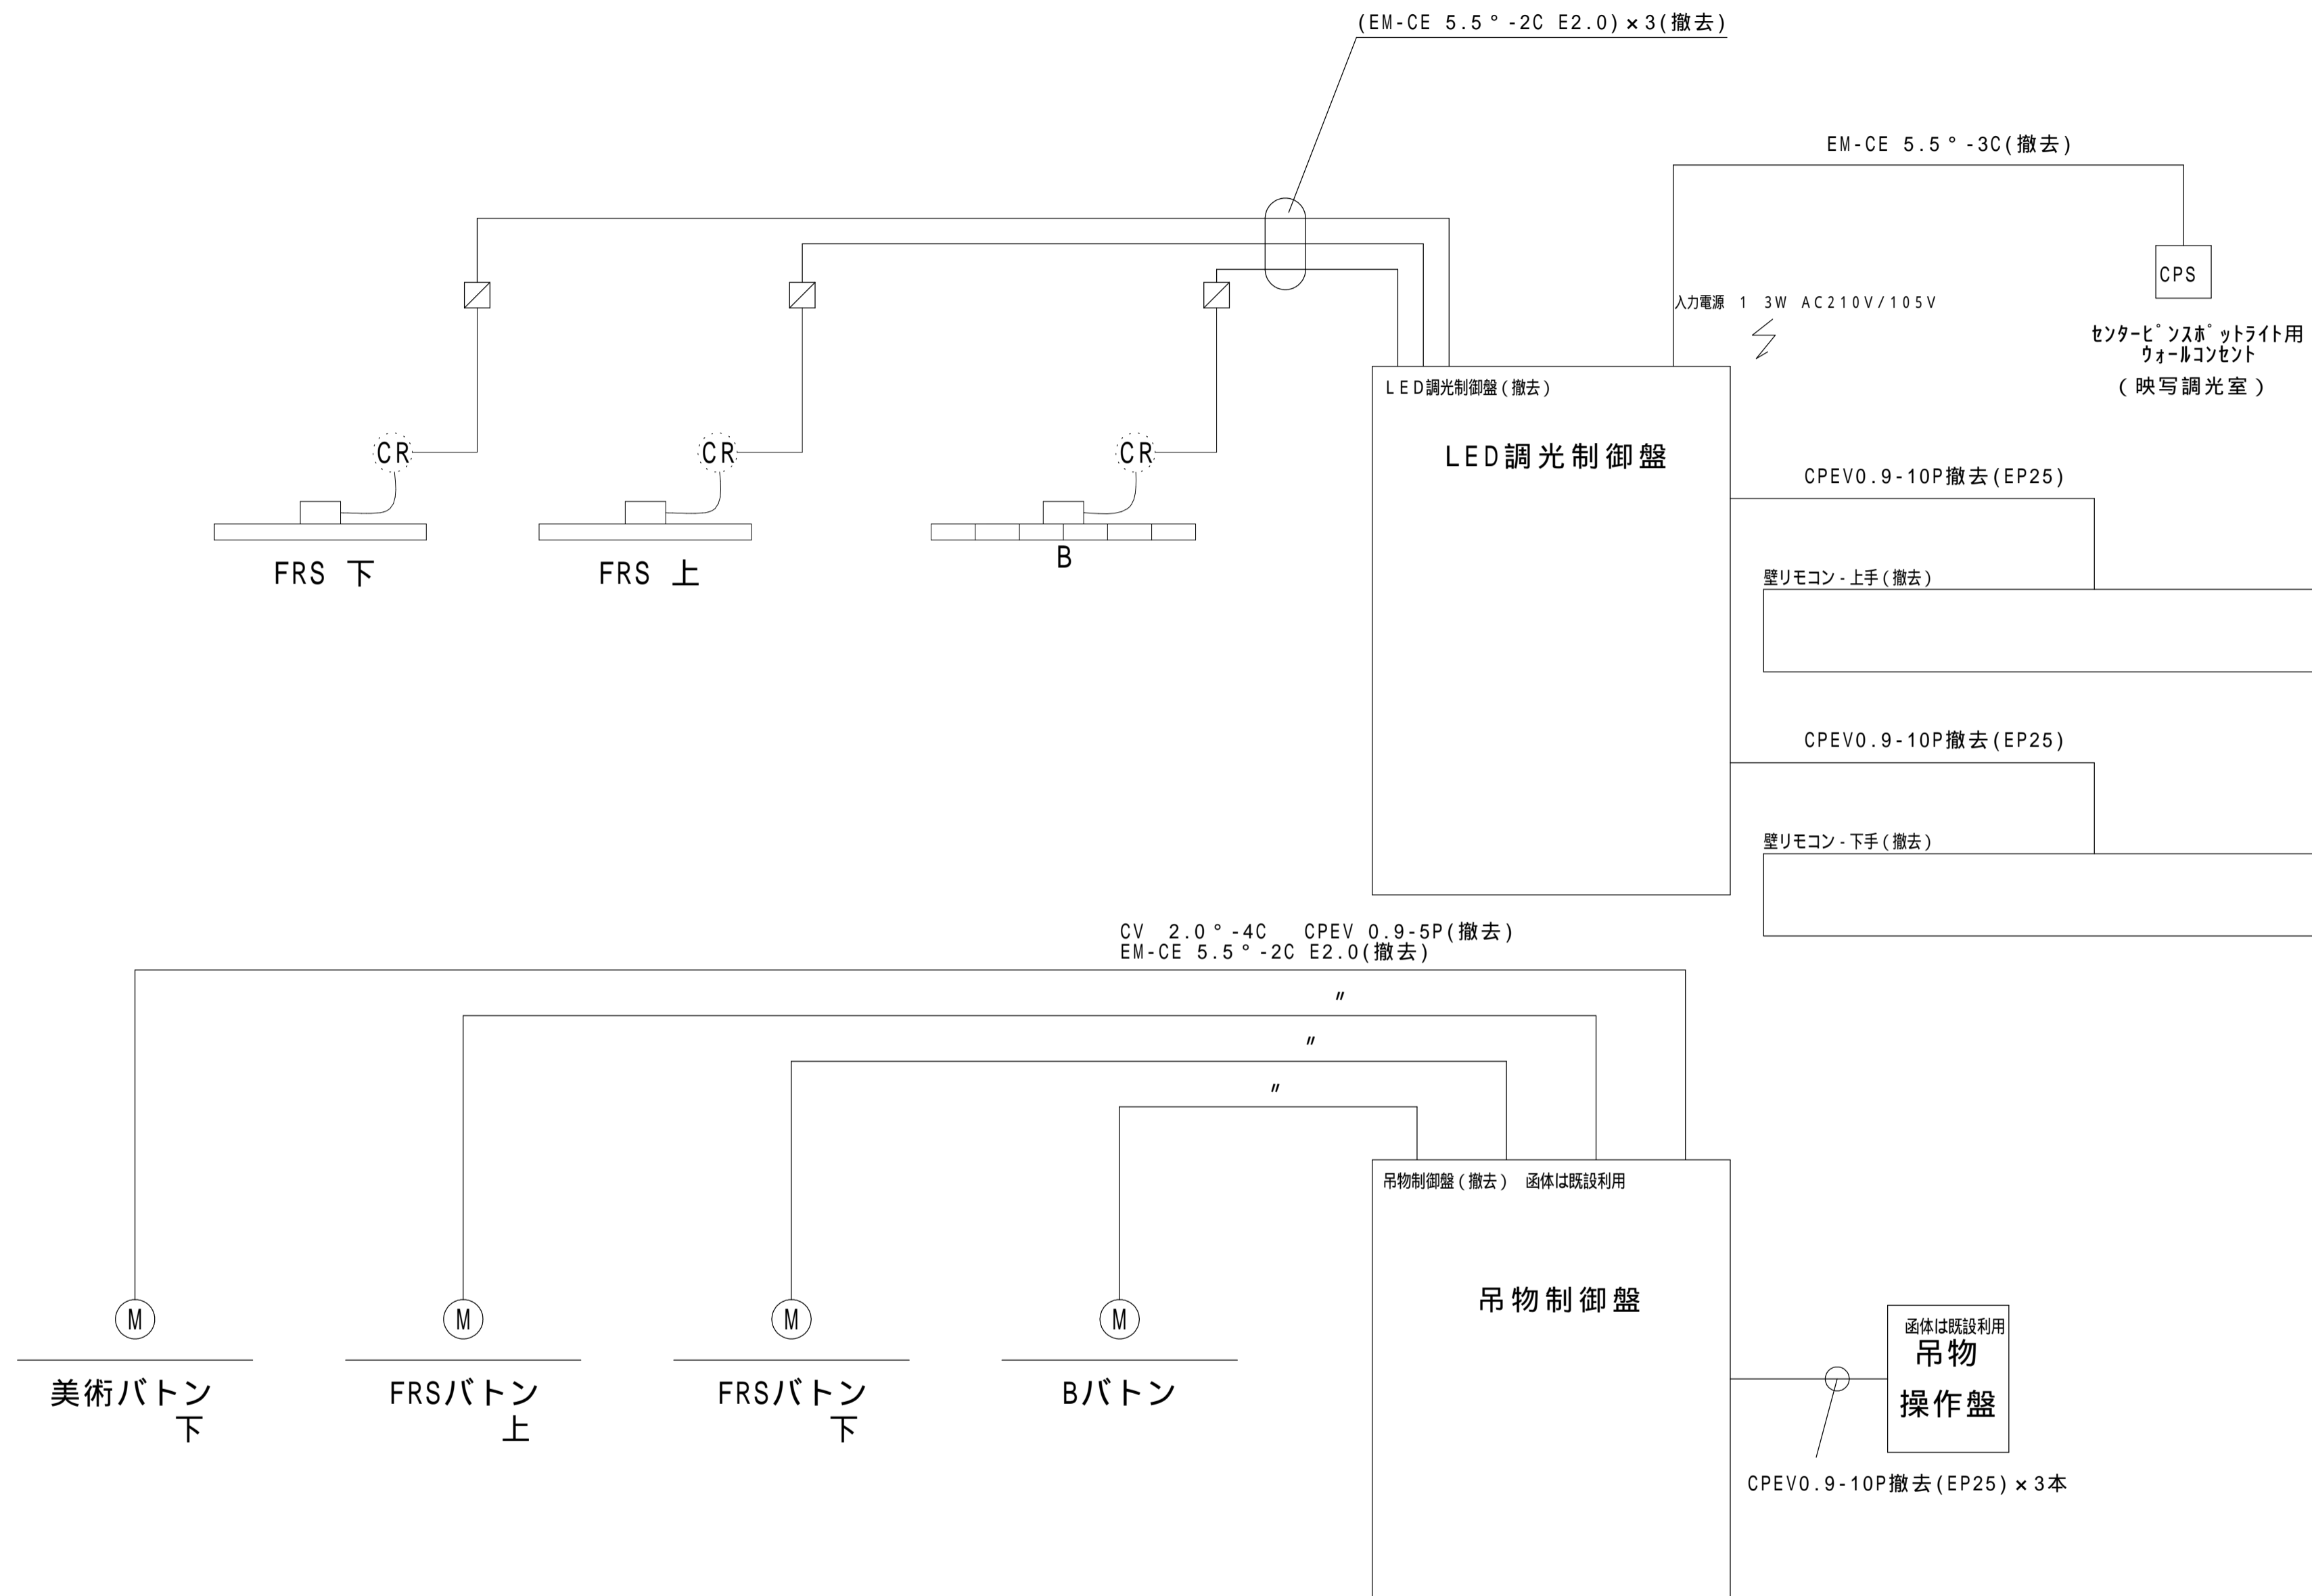 (EM-CE 5.5°-2C E2.0)×3(撤去)
EM-CE 5.5°-3C(撤去)
CPS
入力電源 1 3W AC210V/105V
センターピンスポットライト用
ウォールコンセント
(映写調光室)
LED調光制御盤(撤去)
LED調光制御盤
CR
CR
CR
FRS 下
FRS 上
B
CPEV0.9-10P撤去(EP25)
壁リモコン-上手(撤去)
CPEV0.9-10P撤去(EP25)
壁リモコン-下手(撤去)
CV 2.0°-4C CPEV 0.9-5P(撤去)
EM-CE 5.5°-2C E2.0(撤去)
〃
〃
〃
吊物制御盤(撤去) 函体は既設利用
吊物制御盤
M
M
M
M
美術バトン
下
FRSバトン
上
FRSバトン
下
Bバトン
函体は既設利用
吊物
操作盤
CPEV0.9-10P撤去(EP25)×3本